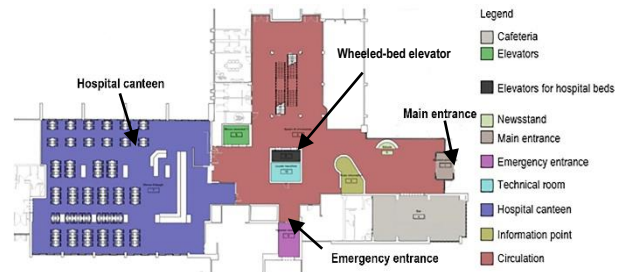 Legend
Cafeteria
Elevators
Elevators for hospital beds
Newsstand
Main entrance
Emergency entrance
Technical room
Hospital canteen
Information point
Circulation
Wheeled-bed elevator
Hospital canteen
Main entrance
Emergency entrance